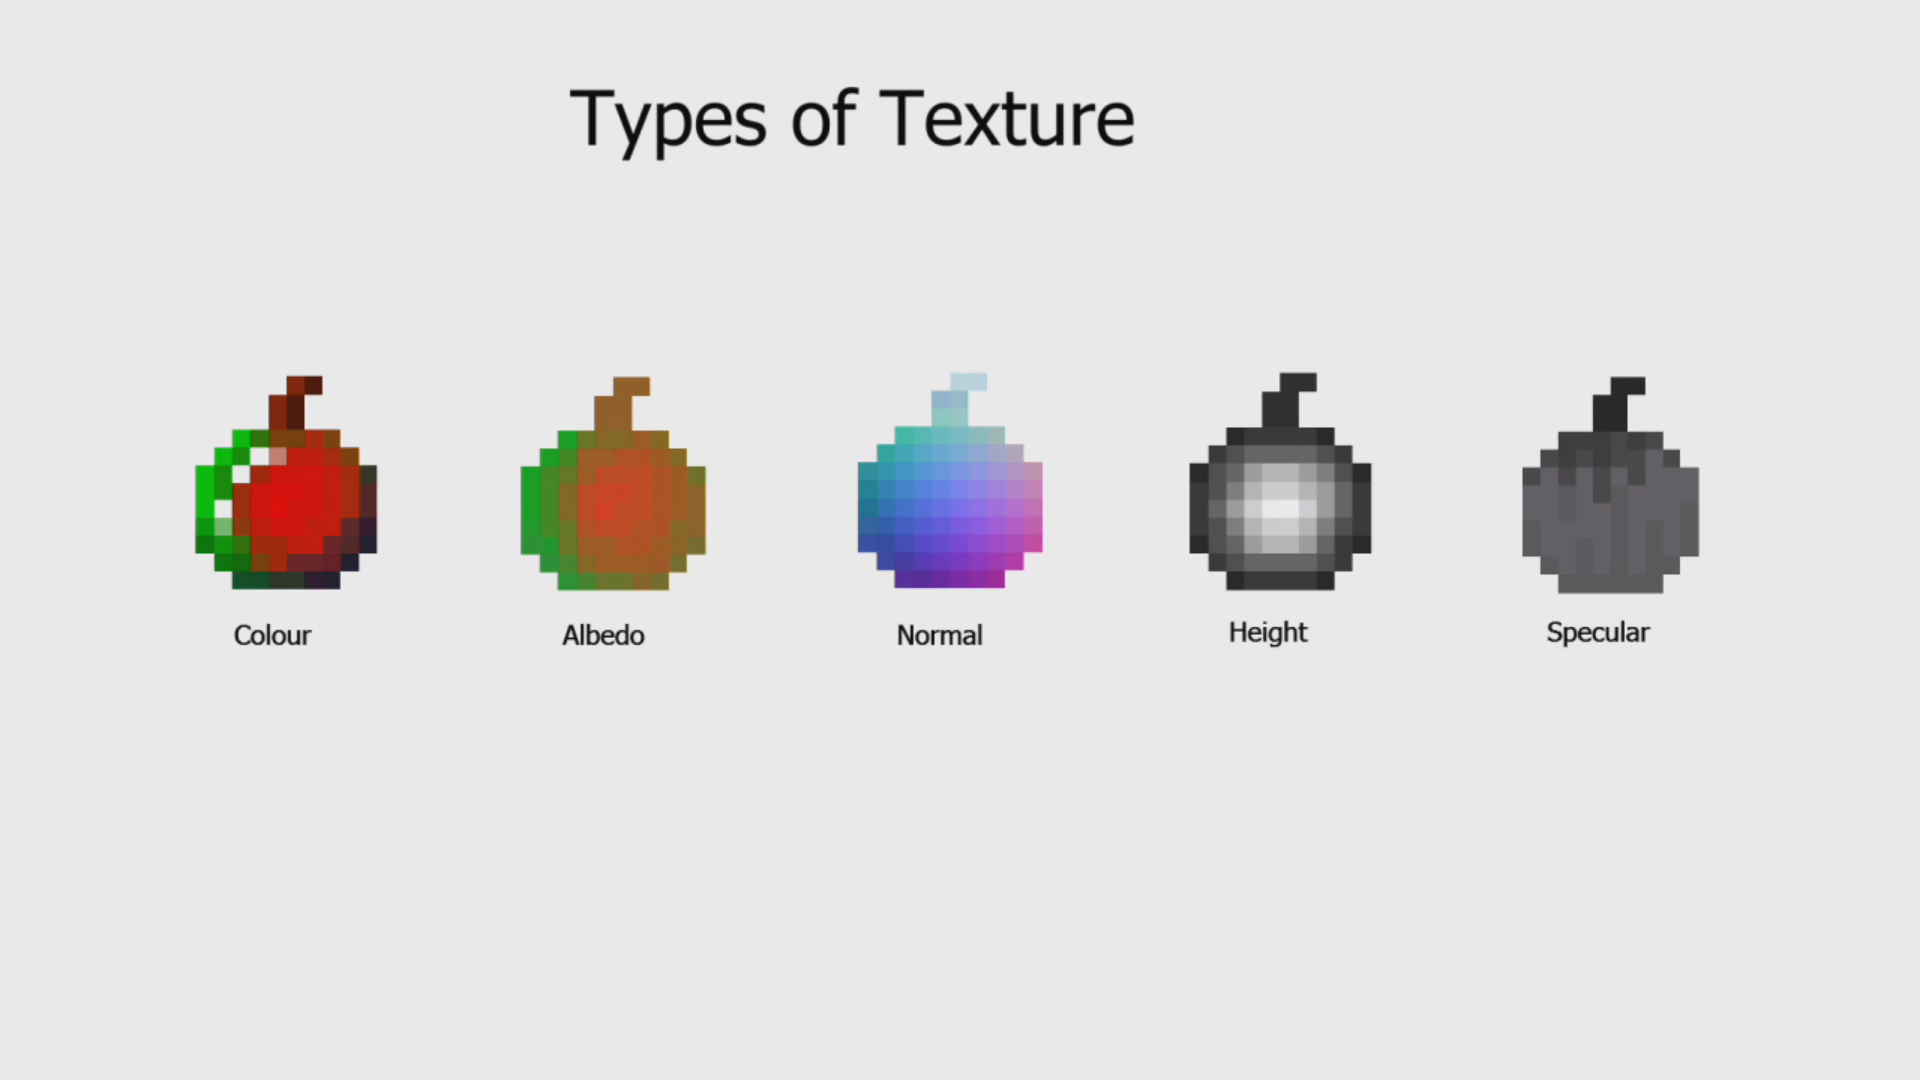 Types of Texture
Colour
Albedo
Normal
Height
Specular